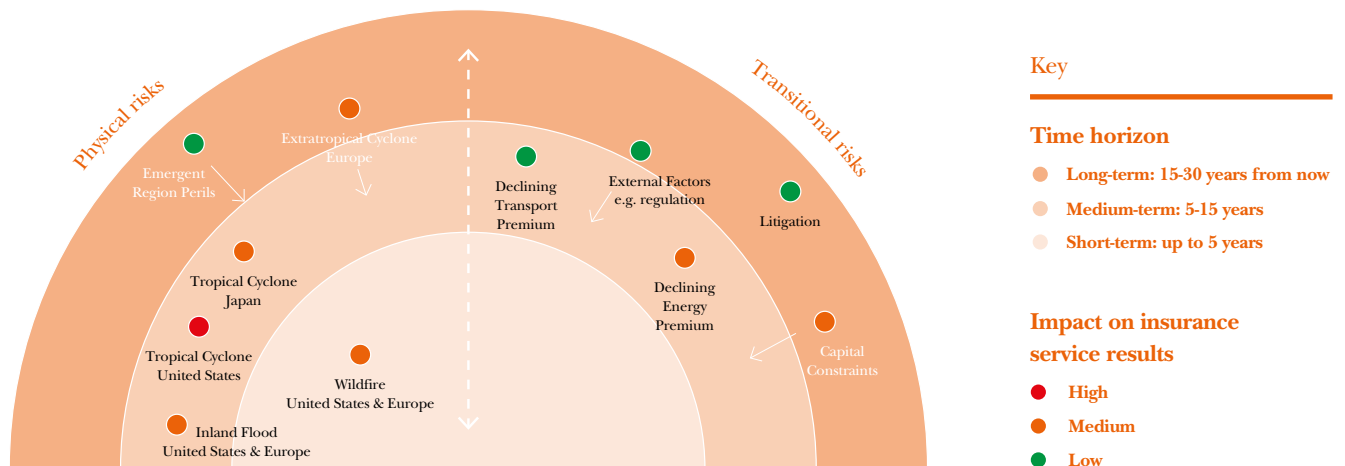 Physical risks
Transitional risks
Extratropical Cyclone
Europe
Emergent
Region Perils
Declining
Transport
Premium
External Factors
e.g. regulation
Litigation
Tropical Cyclone
Japan
Declining
Energy
Premium
Tropical Cyclone
United States
Capital
Constraints
Wildfire
United States & Europe
Inland Flood
United States & Europe
Key
Time horizon
Long-term: 15-30 years from now
Medium-term: 5-15 years
Short-term: up to 5 years
Impact on insurance
service results
High
Medium
Low